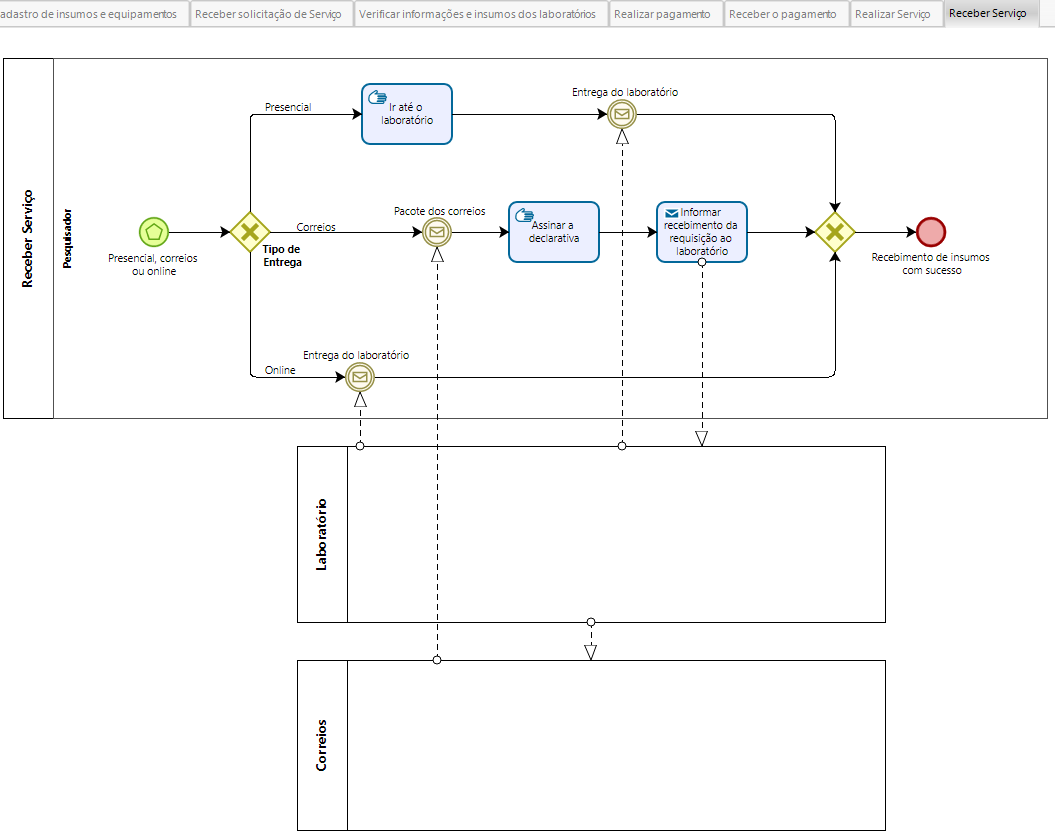 adastro de insumos e equipamentos
Receber solicitação de Serviço
Verificar informações e insumos dos laboratórios
Realizar pagamento
Receber o pagamento
Realizar Serviço
Receber Serviço
Receber Serviço
Pesquisador
Presencial, correios
ou online
Tipo de
Entrega
Presencial
Ir até o
laboratório
Entrega do laboratório
Correios
Pacote dos correios
Assinar a
declarativa
Informar
recebimento da
requisição ao
laboratório
Recebimento de insumos
com sucesso
Online
Entrega do laboratório
Laboratório
Correios